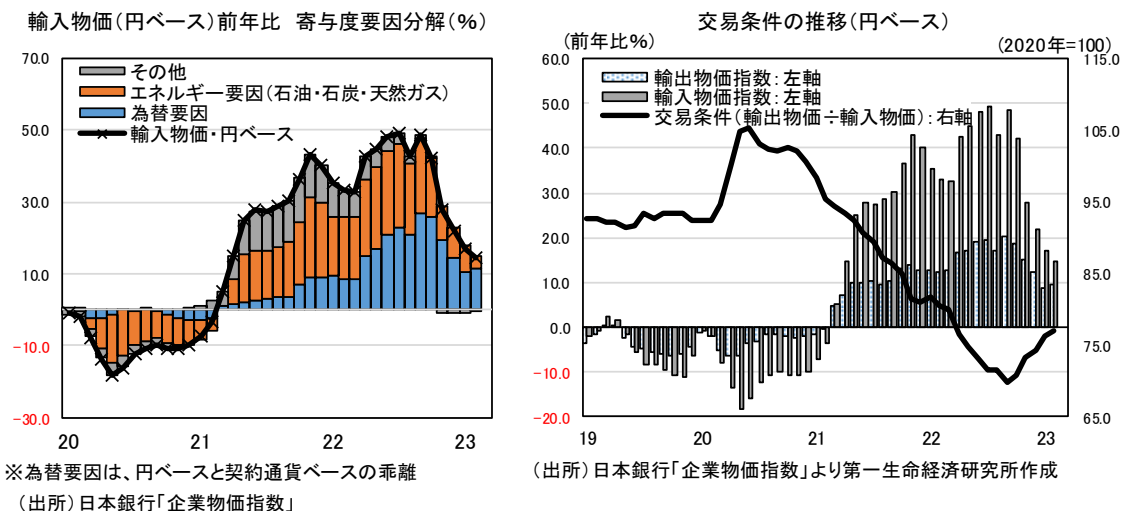 輸入物価(円ベース)前年比 寄与度要因分解(%)
70.0
50.0
30.0
10.0
-10.0
-30.0
その他
エネルギー要因(石油・石炭・天然ガス)
為替要因
輸入物価・円ベース
20 21 22 23
※為替要因は、円ベースと契約通貨ベースの乖離
(出所)日本銀行「企業物価指数」
交易条件の推移(円ベース)
(前年比%) (2020年=100)
60.0
50.0
40.0
30.0
20.0
10.0
0.0
-10.0
-20.0
輸出物価指数:左軸
輸入物価指数:左軸
交易条件(輸出物価÷輸入物価):右軸
115.0
105.0
95.0
85.0
75.0
65.0
19 20 21 22 23
(出所)日本銀行「企業物価指数」より第一生命経済研究所作成